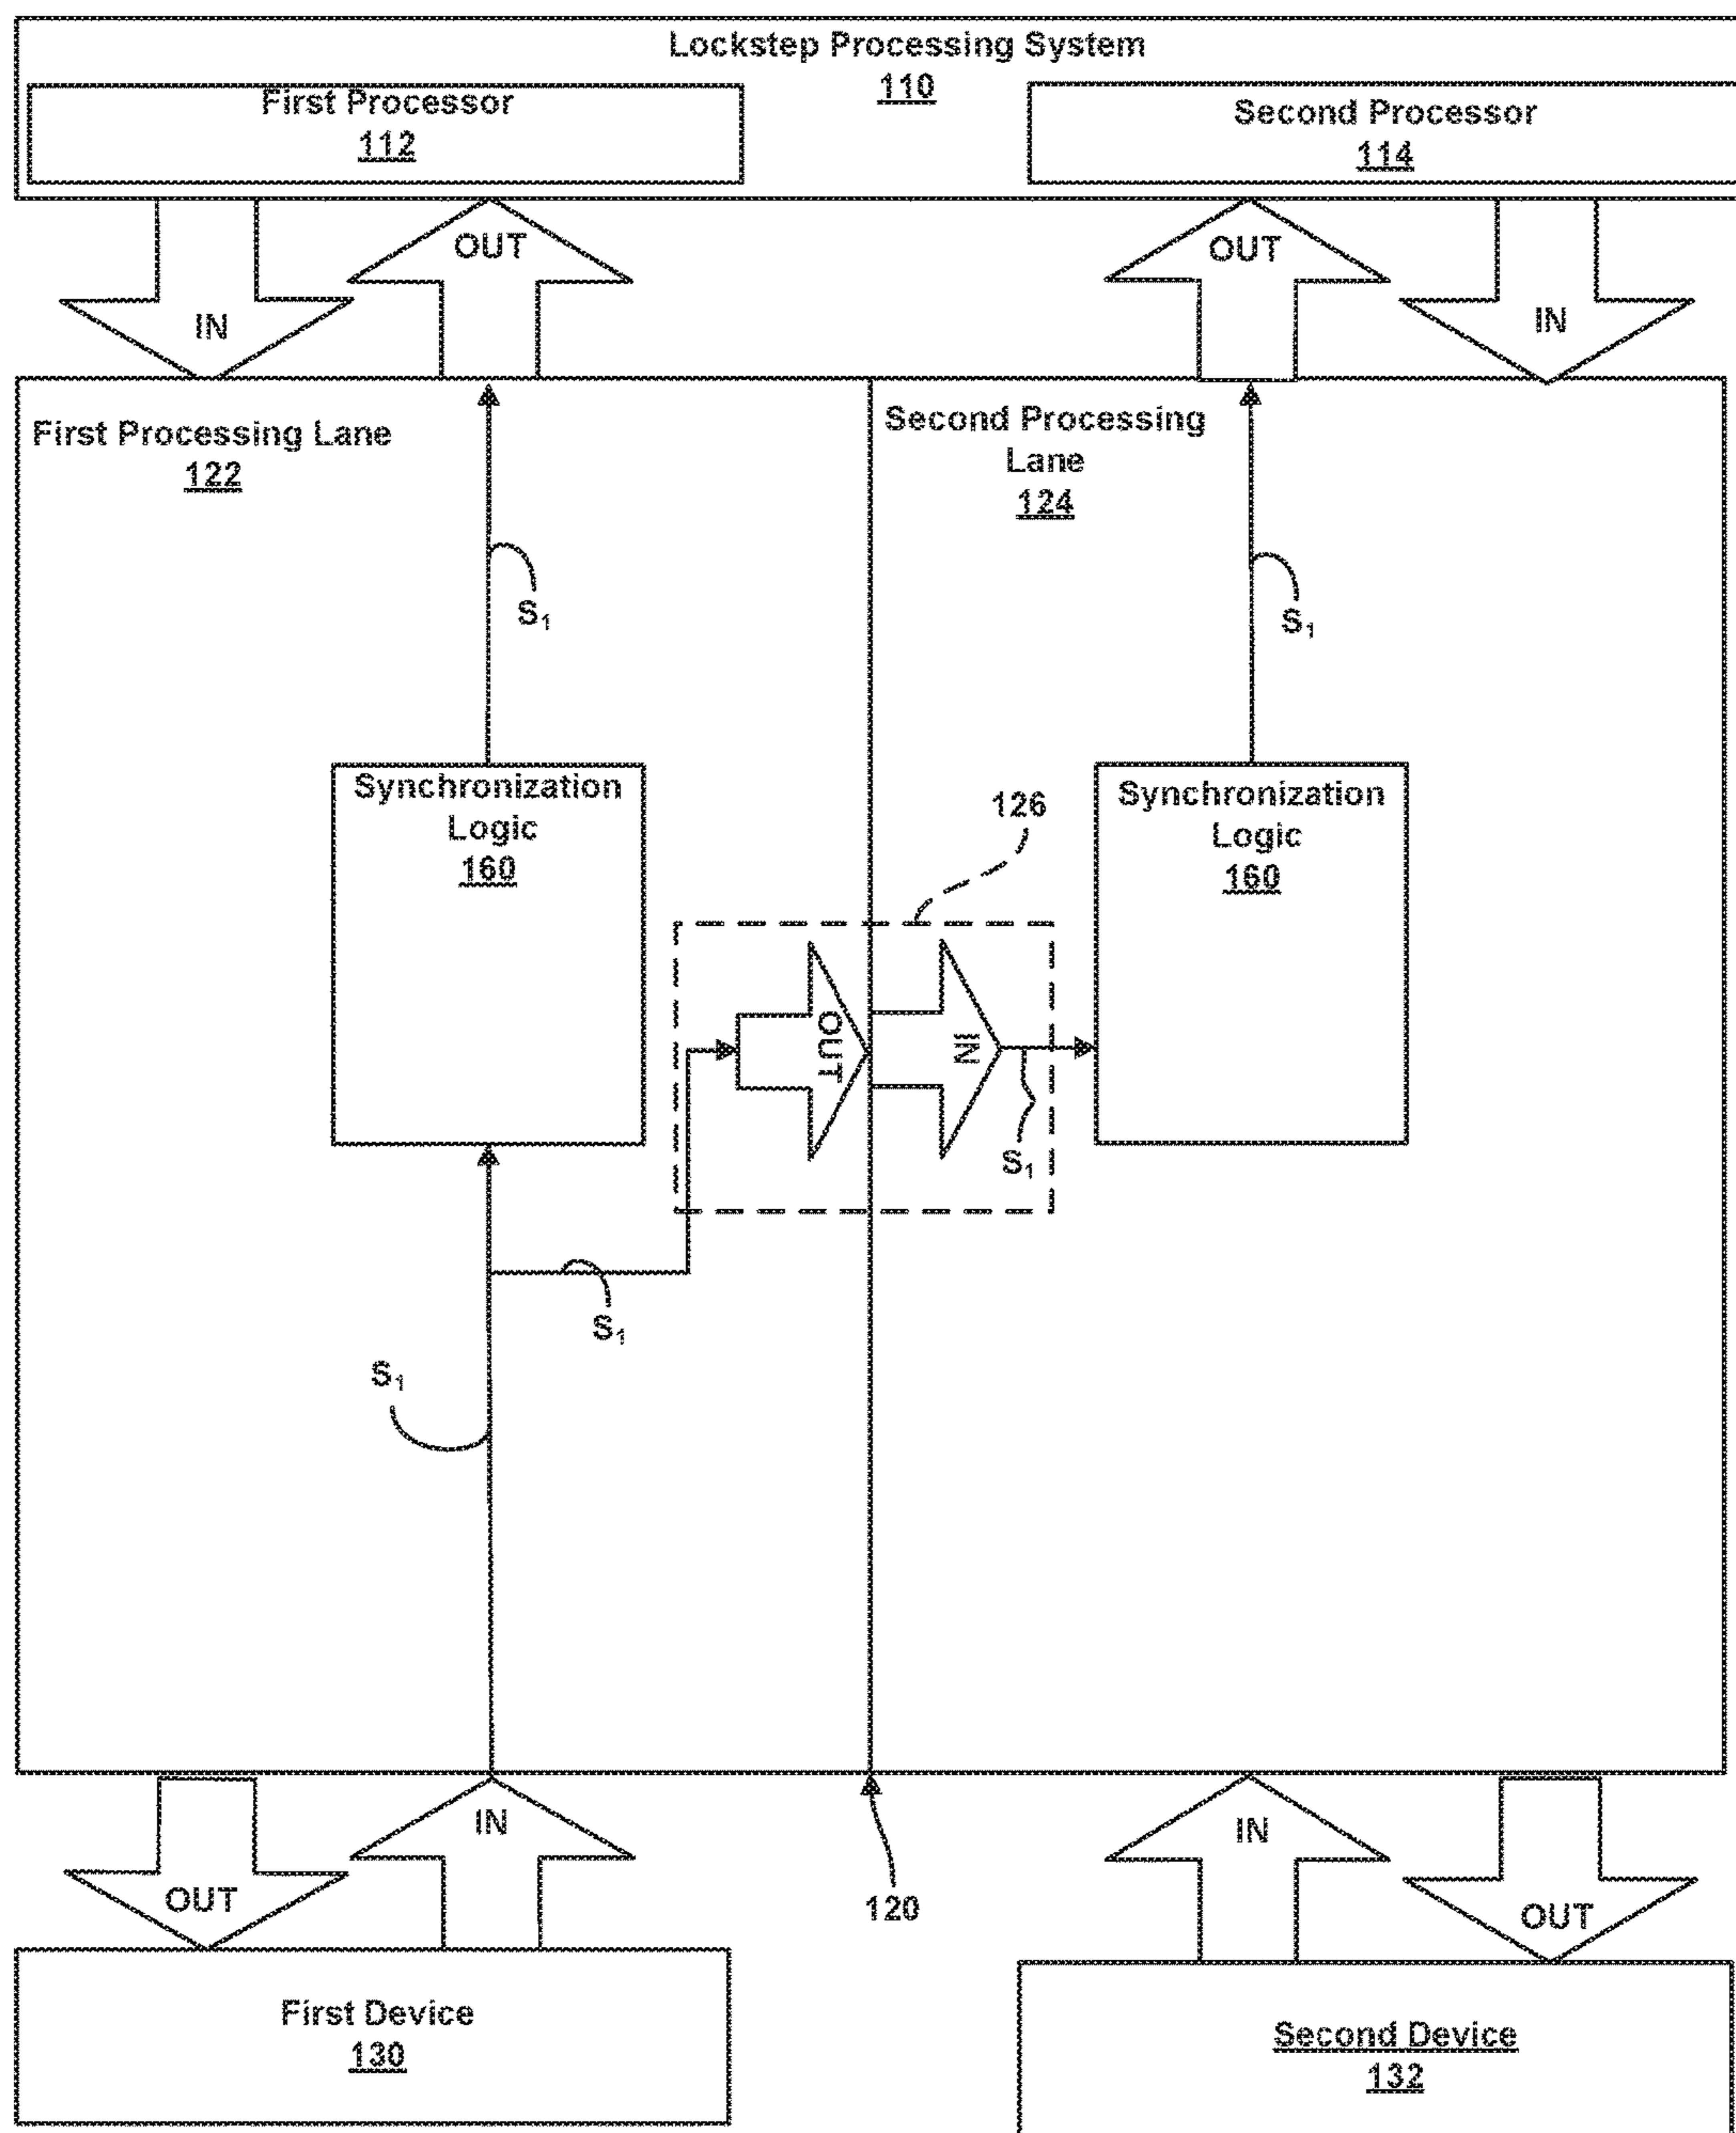 Lockstep Processing System
110
First Processor
112
Second Processor
114
IN
OUT
OUT
IN
First Processing Lane
122
Second Processing
Lane
124
S₁
S₁
Synchronization
Logic
160
126
Synchronization
Logic
160
OUT
IN
S₁
S₁
S₁
OUT
IN
120
IN
OUT
First Device
130
Second Device
132